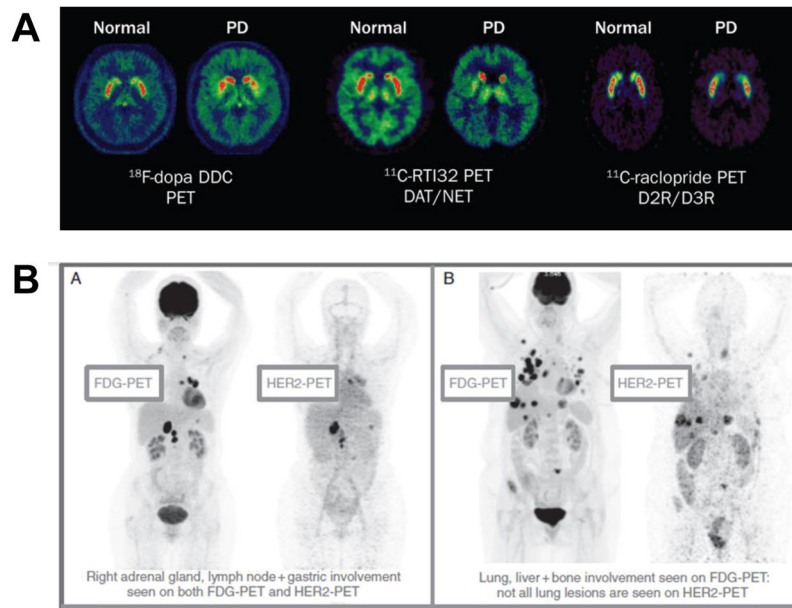 A
Normal PD Normal PD Normal PD
¹⁸F-dopa DDC
PET
¹¹C-RTI32 PET
DAT/NET
¹¹C-raclopride PET
D2R/D3R
B
A
FDG-PET
HER2-PET
Right adrenal gland, lymph node + gastric involvement
seen on both FDG-PET and HER2-PET
B
FDG-PET
HER2-PET
Lung, liver + bone involvement seen on FDG-PET:
not all lung lesions are seen on HER2-PET